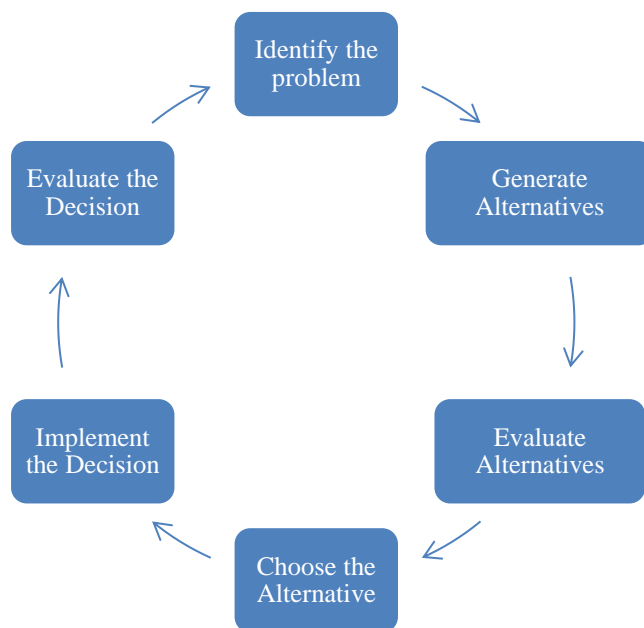 Identify the
problem
Generate
Alternatives
Evaluate
Alternatives
Choose the
Alternative
Implement
the Decision
Evaluate the
Decision